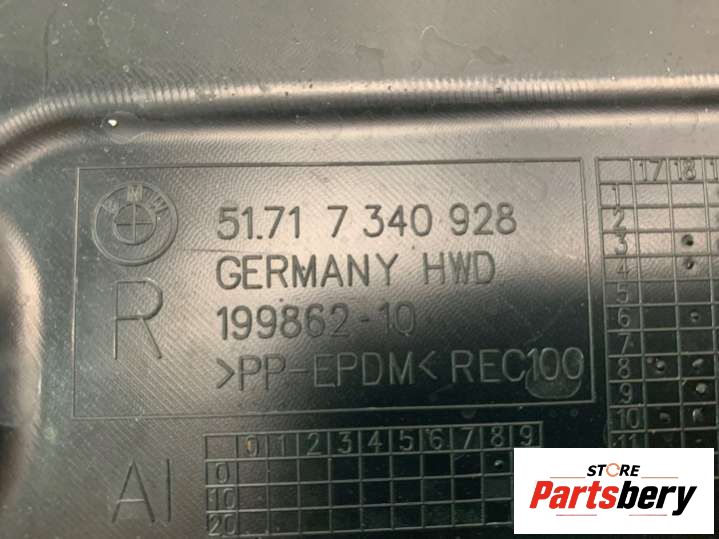 BMW
51.71 7 340 928
GERMANY HWD
R
199862-10
>PP-EPDM< REC100
17 18 1
1
2
3
4
5
6
7
8
9
10
11
0 1 2 3 4 5 6 7 8 9
AI
0
10
20
STORE
Partsbery